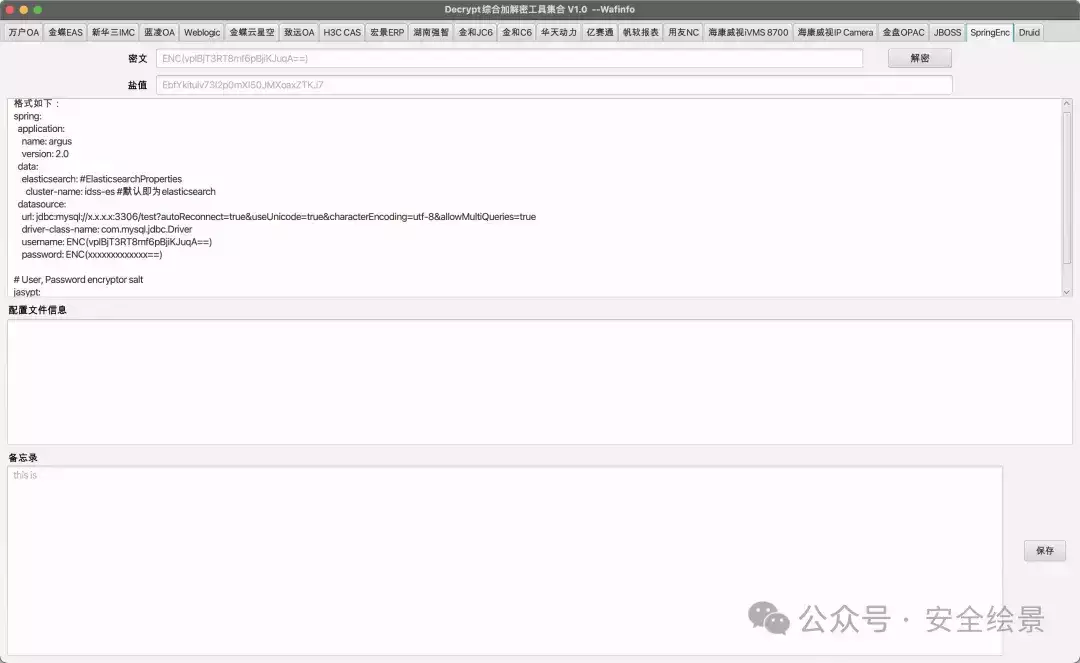 Decrypt综合加解密工具集合 V1.0 --Wafinfo
万户OA 金蝶EAS 新华三IMC 蓝凌OA Weblogic 金蝶云星空 致远OA H3C CAS 宏景ERP 湖南强智 金和JC6 金和C6 华天动力 亿赛通 帆软报表 用友NC 海康威视iVMS 8700 海康威视IP Camera 金盘OPAC JBOSS SpringEnc Druid
密文 ENC(vpIBjT3RT8mf6pBjiKJuqA==) 解密
盐值
格式如下：
spring:
application:
name: argus
version: 2.0
data:
elasticsearch: #ElasticsearchProperties
cluster-name: idss-es #默认即为elasticsearch
datasource:
url: jdbc:mysql://x.x.x.x:3306/test?autoReconnect=true&useUnicode=true&characterEncoding=utf-8&allowMultiQueries=true
driver-class-name: com.mysql.jdbc.Driver
username: ENC(vpIBjT3RT8mf6pBjiKJuqA==)
password: ENC(xxxxxxxxxxxxx==)
# User, Password encryptor salt
jasypt:
配置文件信息
备忘录
this is
保存
公众号 · 安全绘景